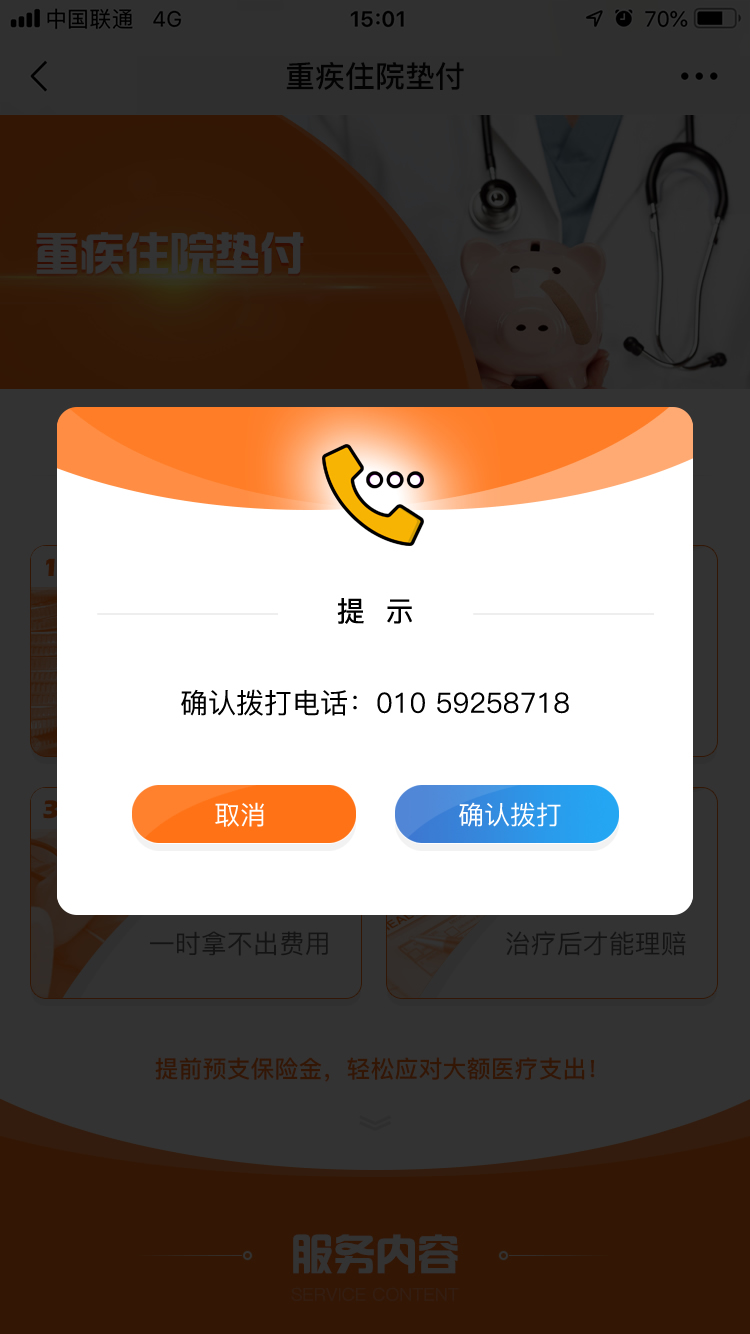 中国联通 4G 15:01 70%
重疾住院垫付
重疾住院垫付
提 示
确认拨打电话：010 59258718
取消 确认拨打
一时拿不出费用 治疗后才能理赔
提前预支保险金，轻松应对大额医疗支出！
服务内容
SERVICE CONTENT